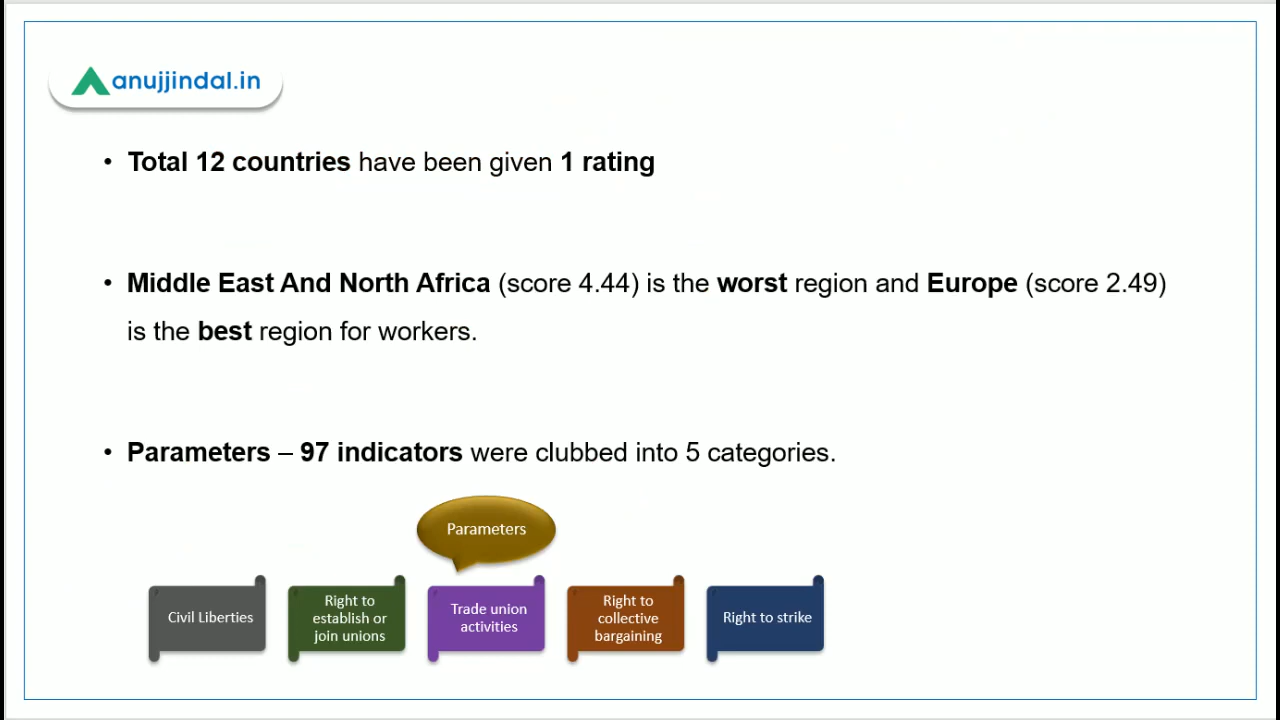 anujjindal.in
• Total 12 countries have been given 1 rating
• Middle East And North Africa (score 4.44) is the worst region and Europe (score 2.49)
is the best region for workers.
• Parameters – 97 indicators were clubbed into 5 categories.
Parameters
Civil Liberties
Right to
establish or
join unions
Trade union
activities
Right to
collective
bargaining
Right to strike